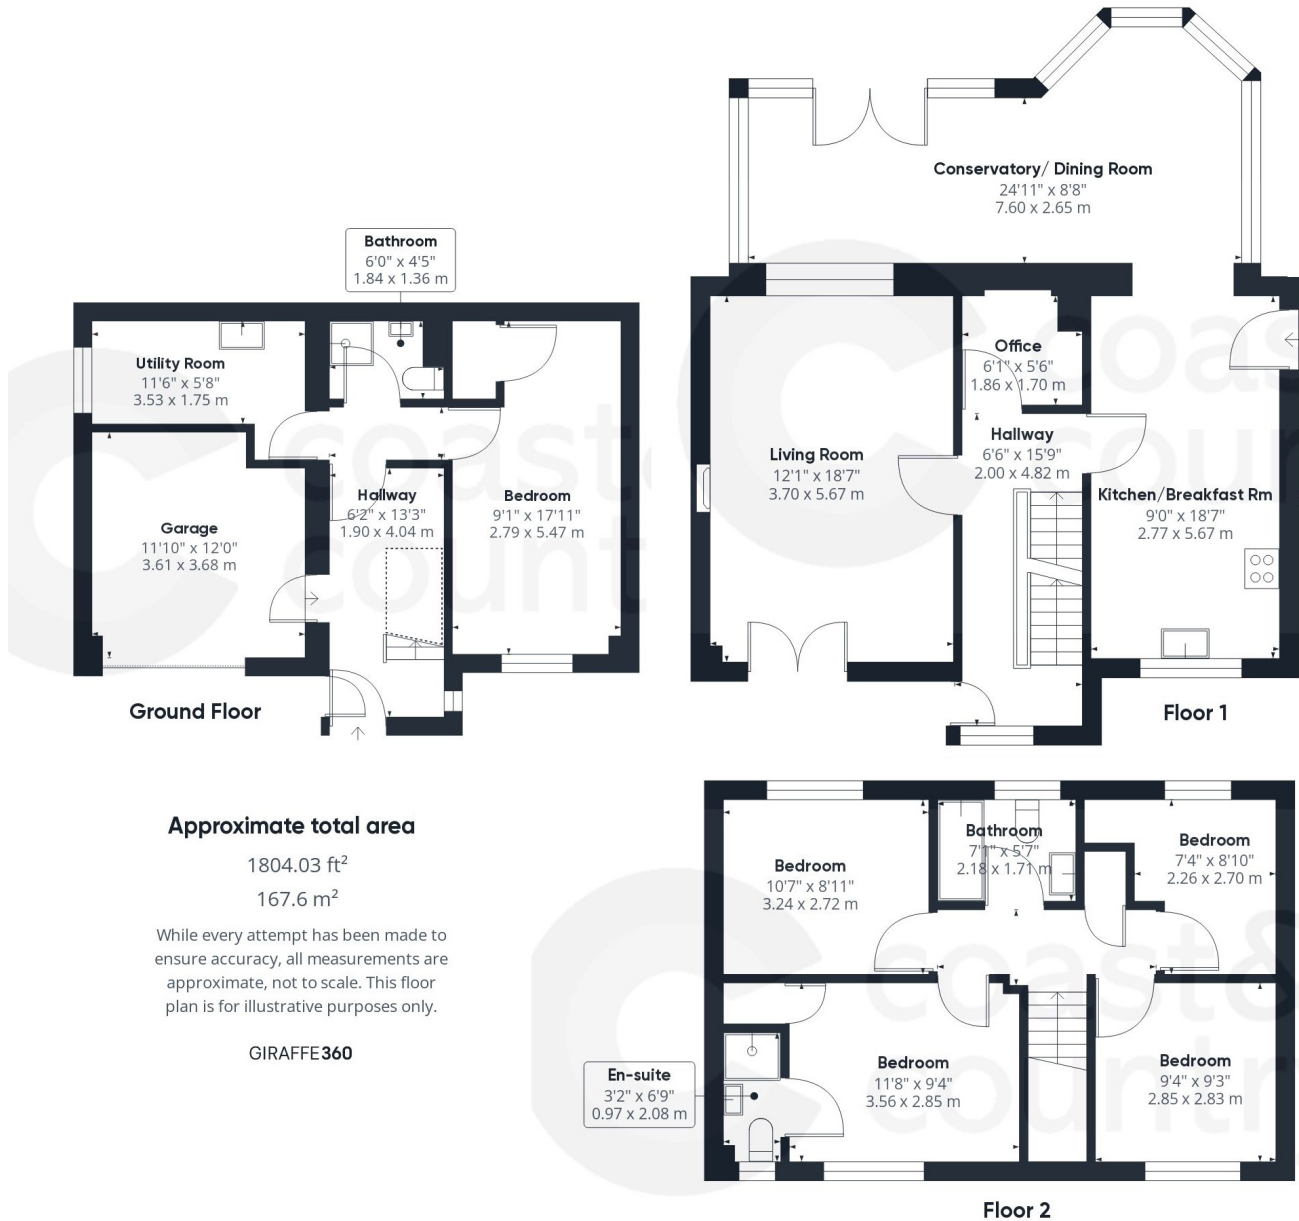 Conservatory/ Dining Room
24'11" x 8'8"
7.60 x 2.65 m
Bathroom
6'0" x 4'5"
1.84 x 1.36 m
Utility Room
11'6" x 5'8"
3.53 x 1.75 m
Garage
11'10" x 12'0"
3.61 x 3.68 m
Hallway
6'2" x 13'3"
1.90 x 4.04 m
Bedroom
9'1" x 17'11"
2.79 x 5.47 m
Ground Floor
Office
6'1" x 5'6"
1.86 x 1.70 m
Living Room
12'1" x 18'7"
3.70 x 5.67 m
Hallway
6'6" x 15'9"
2.00 x 4.82 m
Kitchen/Breakfast Rm
9'0" x 18'7"
2.77 x 5.67 m
Floor 1
Approximate total area
1804.03 ft²
167.6 m²
While every attempt has been made to
ensure accuracy, all measurements are
approximate, not to scale. This floor
plan is for illustrative purposes only.
GIRAFFE360
Bedroom
10'7" x 8'11"
3.24 x 2.72 m
Bathroom
7'1" x 5'7"
2.18 x 1.71 m
Bedroom
7'4" x 8'10"
2.26 x 2.70 m
En-suite
3'2" x 6'9"
0.97 x 2.08 m
Bedroom
11'8" x 9'4"
3.56 x 2.85 m
Bedroom
9'4" x 9'3"
2.85 x 2.83 m
Floor 2
coast&
country
coast&
country
coast&
country